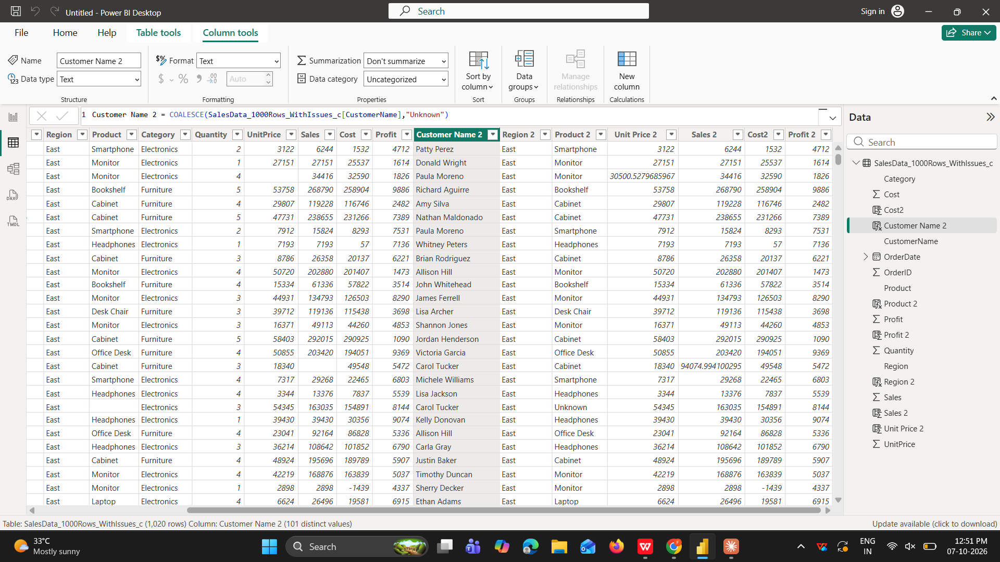 Untitled - Power BI Desktop
Search
Sign in
File
Home
Help
Table tools
Column tools
Share
Name
Customer Name 2
Data type
Text
Structure
Format
Text
$
%
Auto
Formatting
Summarization
Don't summarize
Data category
Uncategorized
Properties
Sort by
column
Sort
Data
groups
Groups
Manage
relationships
Relationships
New
column
Calculations
1 Customer Name 2 = COALESCE(SalesData_1000Rows_WithIssues_c[CustomerName],"Unknown")
Region Product Category Quantity UnitPrice Sales Cost Profit Customer Name 2 Region 2 Product 2 Unit Price 2 Sales 2 Cost2 Profit 2
East Smartphone Electronics 2 3122 6244 1532 4712 Patty Perez East Smartphone 3122 6244 1532 4712
East Monitor Electronics 1 27151 27151 25537 1614 Donald Wright East Monitor 27151 27151 25537 1614
East Monitor Electronics 4 34416 32590 1826 Paula Moreno East Monitor 30500.5279685967 34416 32590 1826
East Bookshelf Furniture 5 53758 268790 258904 9886 Richard Aguirre East Bookshelf 53758 268790 258904 9886
East Cabinet Furniture 4 29807 119228 116746 2482 Amy Silva East Cabinet 29807 119228 116746 2482
East Cabinet Furniture 5 47731 238655 231266 7389 Nathan Maldonado East Cabinet 47731 238655 231266 7389
East Smartphone Electronics 2 7912 15824 8293 7531 Paula Moreno East Smartphone 7912 15824 8293 7531
East Headphones Electronics 1 7193 7193 57 7136 Whitney Peters East Headphones 7193 7193 57 7136
East Cabinet Furniture 3 8786 26358 20137 6221 Brian Rodriguez East Cabinet 8786 26358 20137 6221
East Monitor Electronics 4 50720 202880 201407 1473 Allison Hill East Monitor 50720 202880 201407 1473
East Bookshelf Furniture 4 15334 61336 57822 3514 John Whitehead East Bookshelf 15334 61336 57822 3514
East Monitor Electronics 3 44931 134793 126503 8290 James Ferrell East Monitor 44931 134793 126503 8290
East Desk Chair Furniture 3 39712 119136 115438 3698 Lisa Archer East Desk Chair 39712 119136 115438 3698
East Monitor Electronics 3 16371 49113 44260 4853 Shannon Jones East Monitor 16371 49113 44260 4853
East Cabinet Furniture 5 58403 292015 290925 1090 Jordan Henderson East Cabinet 58403 292015 290925 1090
East Office Desk Furniture 4 50855 203420 194051 9369 Victoria Garcia East Office Desk 50855 203420 194051 9369
East Cabinet Furniture 3 18340 49548 5472 Carol Tucker East Cabinet 18340 94074.994100295 49548 5472
East Smartphone Electronics 4 7317 29268 22465 6803 Michele Williams East Smartphone 7317 29268 22465 6803
East Headphones Electronics 4 3344 13376 7837 5539 Lisa Jackson East Headphones 3344 13376 7837 5539
East Electronics 3 54345 163035 154891 8144 Carol Tucker East Unknown 54345 163035 154891 8144
East Headphones Electronics 1 39430 39430 30356 9074 Kelly Donovan East Headphones 39430 39430 30356 9074
East Office Desk Furniture 4 23041 92164 86828 5336 Allison Hill East Office Desk 23041 92164 86828 5336
East Headphones Electronics 3 36214 108642 101852 6790 Carla Gray East Headphones 36214 108642 101852 6790
East Cabinet Furniture 4 48924 195696 189789 5907 Justin Baker East Cabinet 48924 195696 189789 5907
East Monitor Electronics 4 42219 168876 163839 5037 Timothy Duncan East Monitor 42219 168876 163839 5037
East Monitor Electronics 1 2898 2898 -1439 4337 Sherry Decker East Monitor 2898 2898 -1439 4337
East Laptop Electronics 4 6624 26496 19581 6915 Ethan Adams East Laptop 6624 26496 19581 6915
Data
Search
SalesData_1000Rows_WithIssues_c
Category
Cost
Cost2
Customer Name 2
CustomerName
OrderDate
OrderID
Product
Product 2
Profit
Profit 2
Quantity
Region
Region 2
Sales
Sales 2
Unit Price 2
UnitPrice
DAX
TMDL
Table: SalesData_1000Rows_WithIssues_c (1,020 rows) Column: Customer Name 2 (101 distinct values)
Update available (click to download)
33°C
Mostly sunny
Search
ENG
IN
12:51 PM
07-10-2026